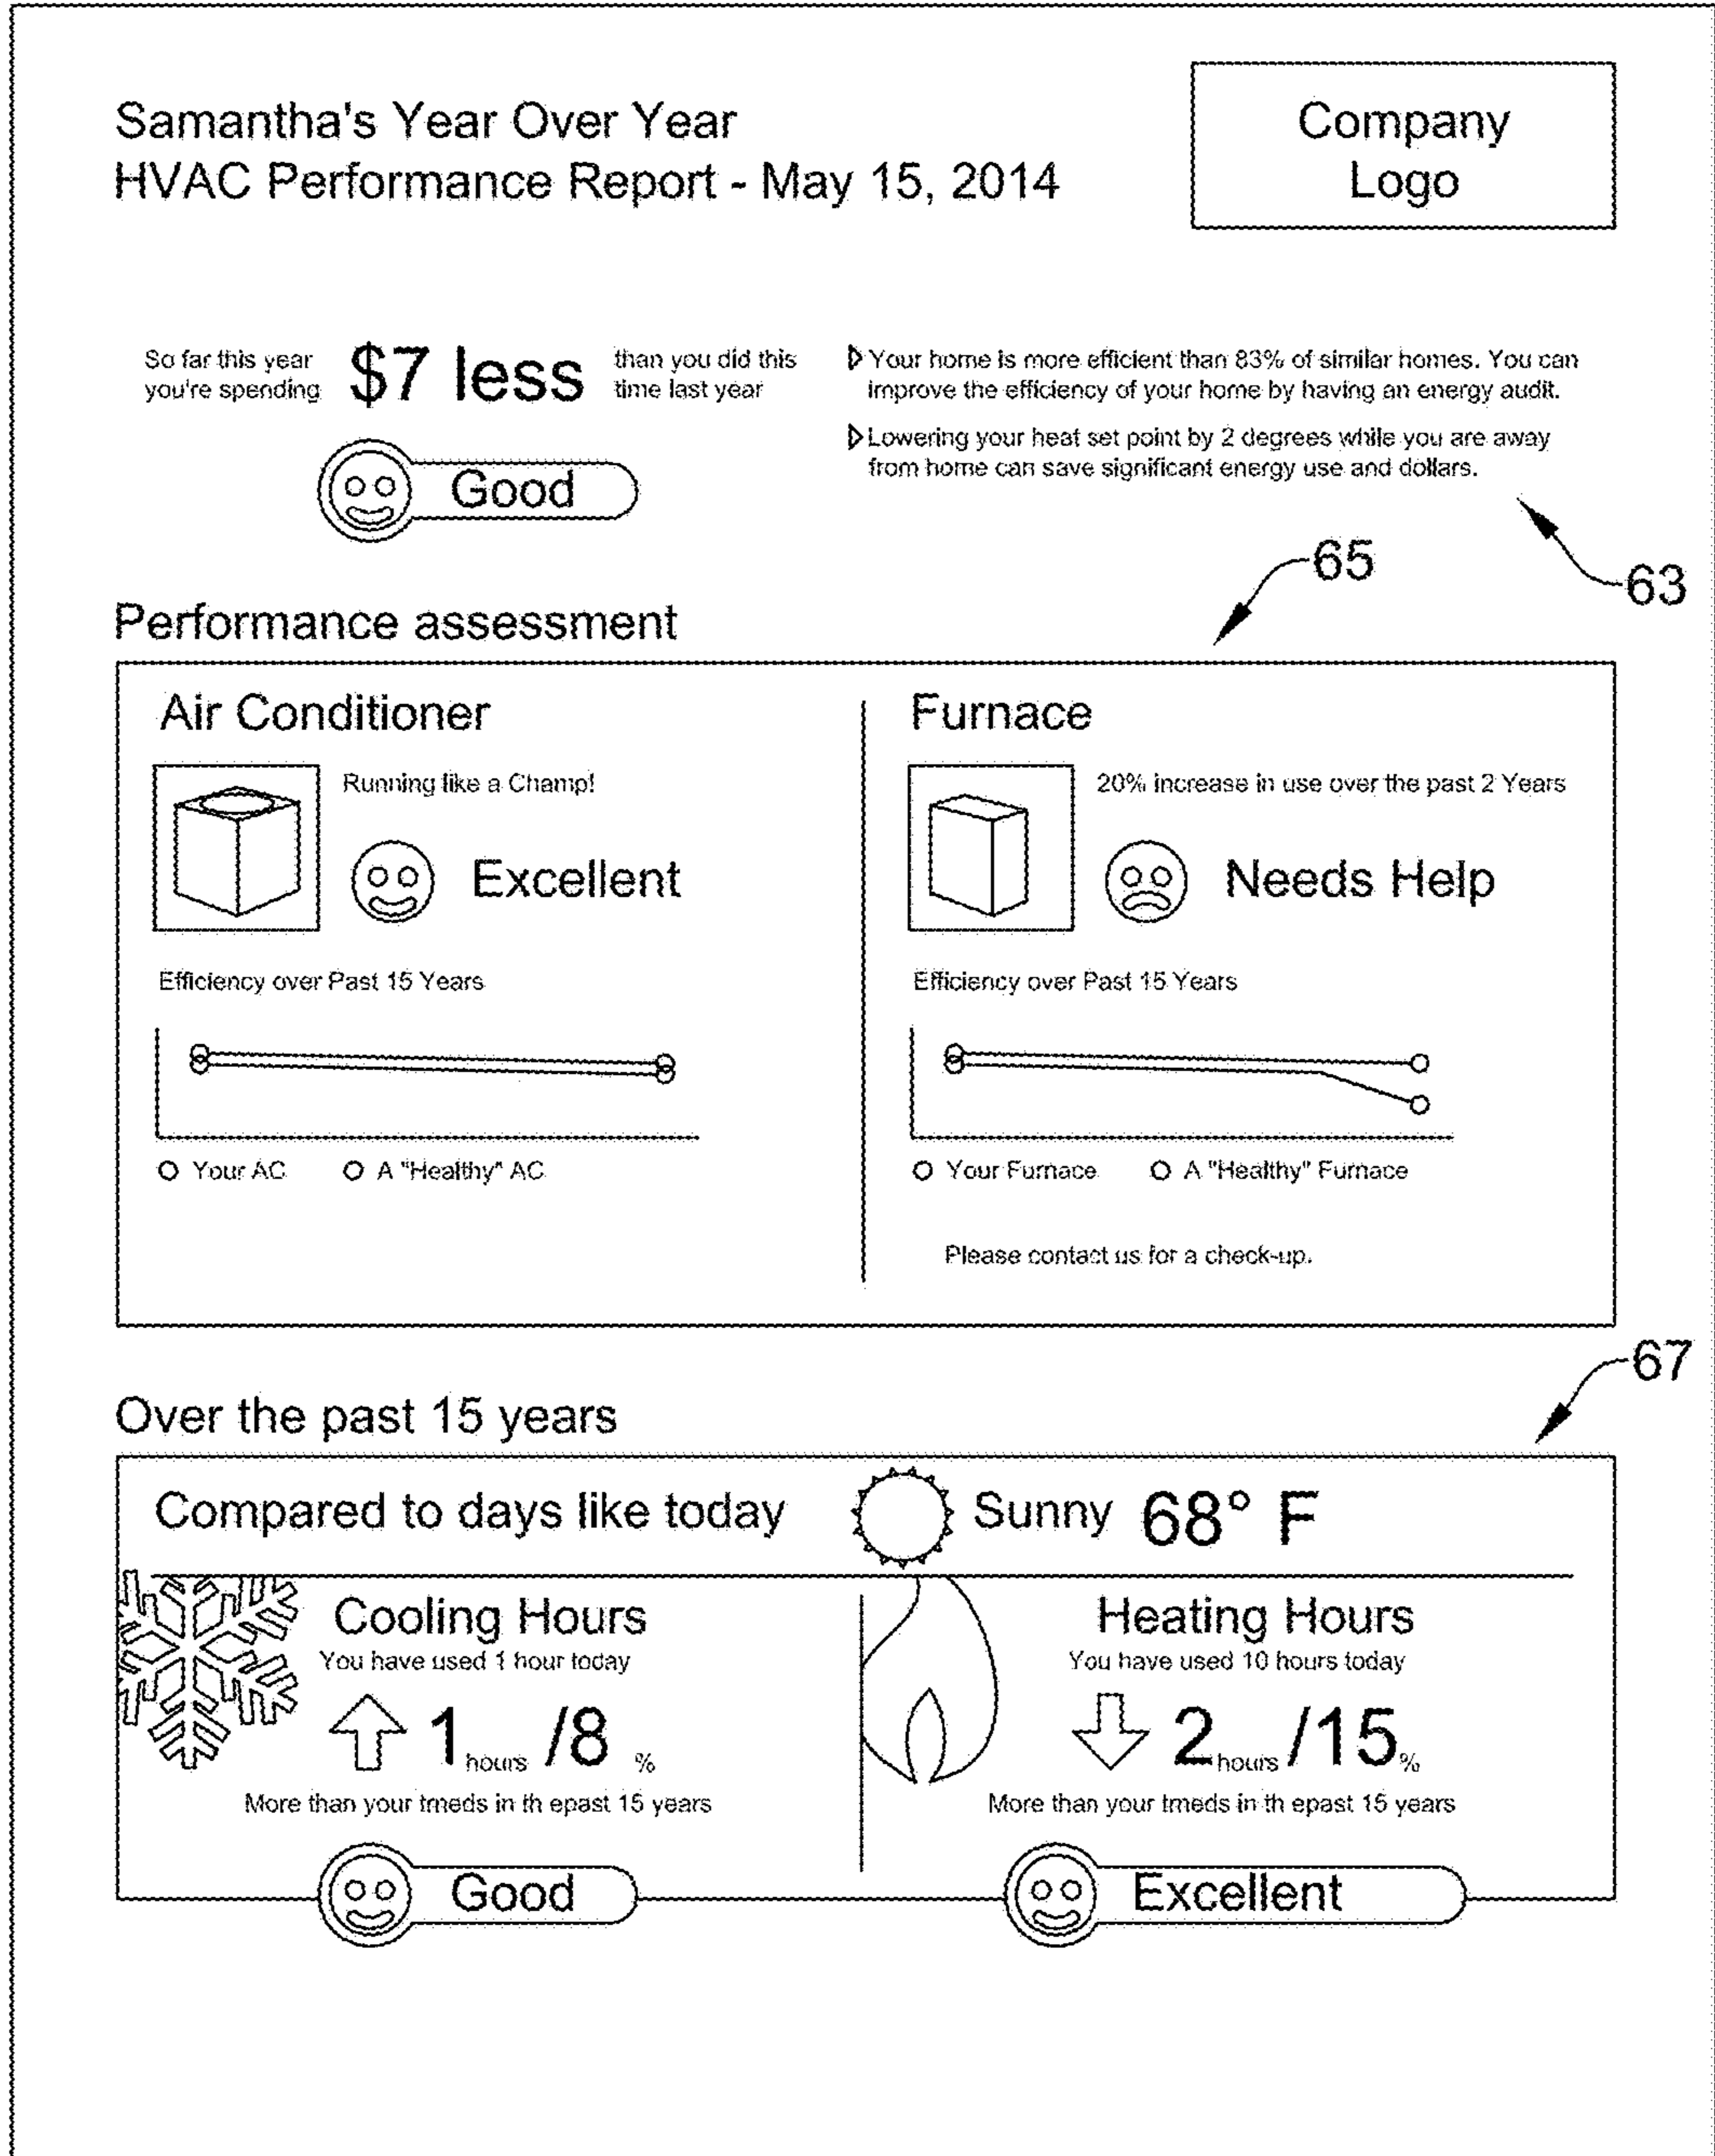 Samantha's Year Over Year
HVAC Performance Report - May 15, 2014
Company
Logo
So far this year
you're spending
$7 less
than you did this
time last year
Good
Your home is more efficient than 83% of similar homes. You can
improve the efficiency of your home by having an energy audit.
Lowering your heat set point by 2 degrees while you are away
from home can save significant energy use and dollars.
63
65
Performance assessment
Air Conditioner
Running like a Champ!
Excellent
Efficiency over Past 15 Years
Your AC
A "Healthy" AC
Furnace
20% increase in use over the past 2 Years
Needs Help
Efficiency over Past 15 Years
Your Furnace
A "Healthy" Furnace
Please contact us for a check-up.
67
Over the past 15 years
Compared to days like today
Sunny 68° F
Cooling Hours
You have used 1 hour today
1 hours /8 %
More than your tmeds in th epast 15 years
Good
Heating Hours
You have used 10 hours today
2 hours /15 %
More than your tmeds in th epast 15 years
Excellent